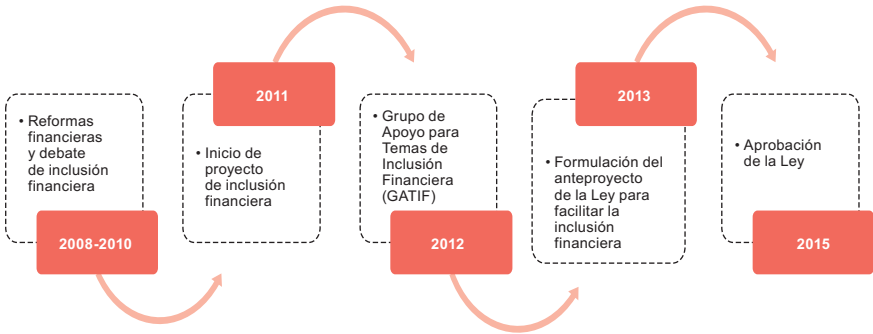 • Reformas
financieras
y debate
de inclusión
financiera
2008-2010
2011
• Inicio de
proyecto
de inclusión
financiera
• Grupo de
Apoyo para
Temas de
Inclusión
Financiera
(GATIF)
2012
2013
• Formulación del
anteproyecto
de la Ley para
facilitar la
inclusión
financiera
• Aprobación
de la Ley
2015